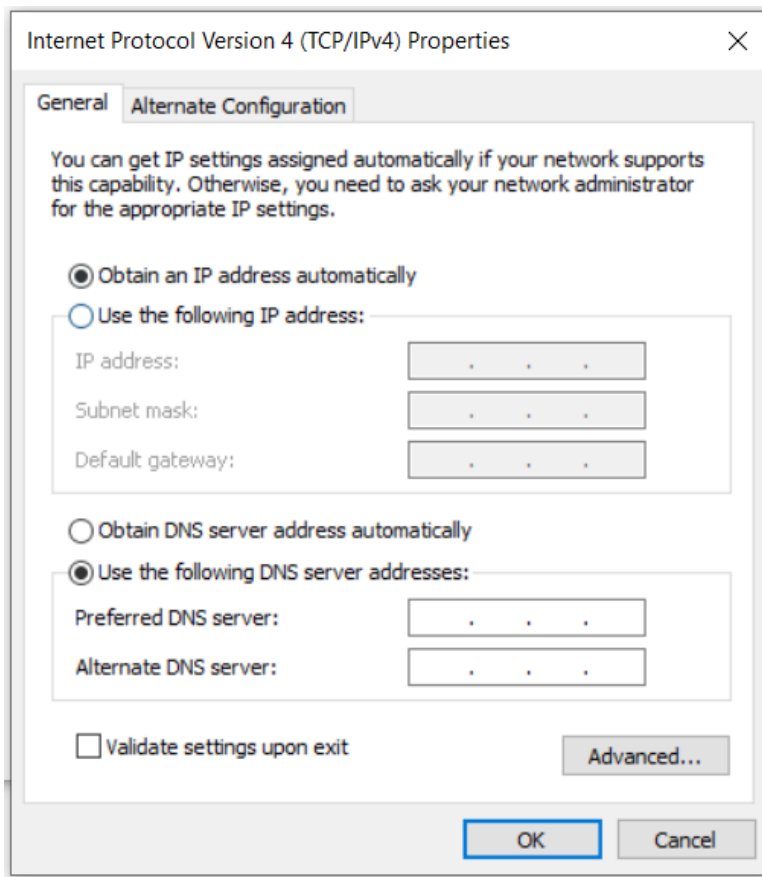 Internet Protocol Version 4 (TCP/IPv4) Properties
General
Alternate Configuration
You can get IP settings assigned automatically if your network supports
this capability. Otherwise, you need to ask your network administrator
for the appropriate IP settings.
Obtain an IP address automatically
Use the following IP address:
IP address:
. . .
Subnet mask:
. . .
Default gateway:
. . .
Obtain DNS server address automatically
Use the following DNS server addresses:
Preferred DNS server:
. . .
Alternate DNS server:
. . .
Validate settings upon exit
Advanced...
OK
Cancel